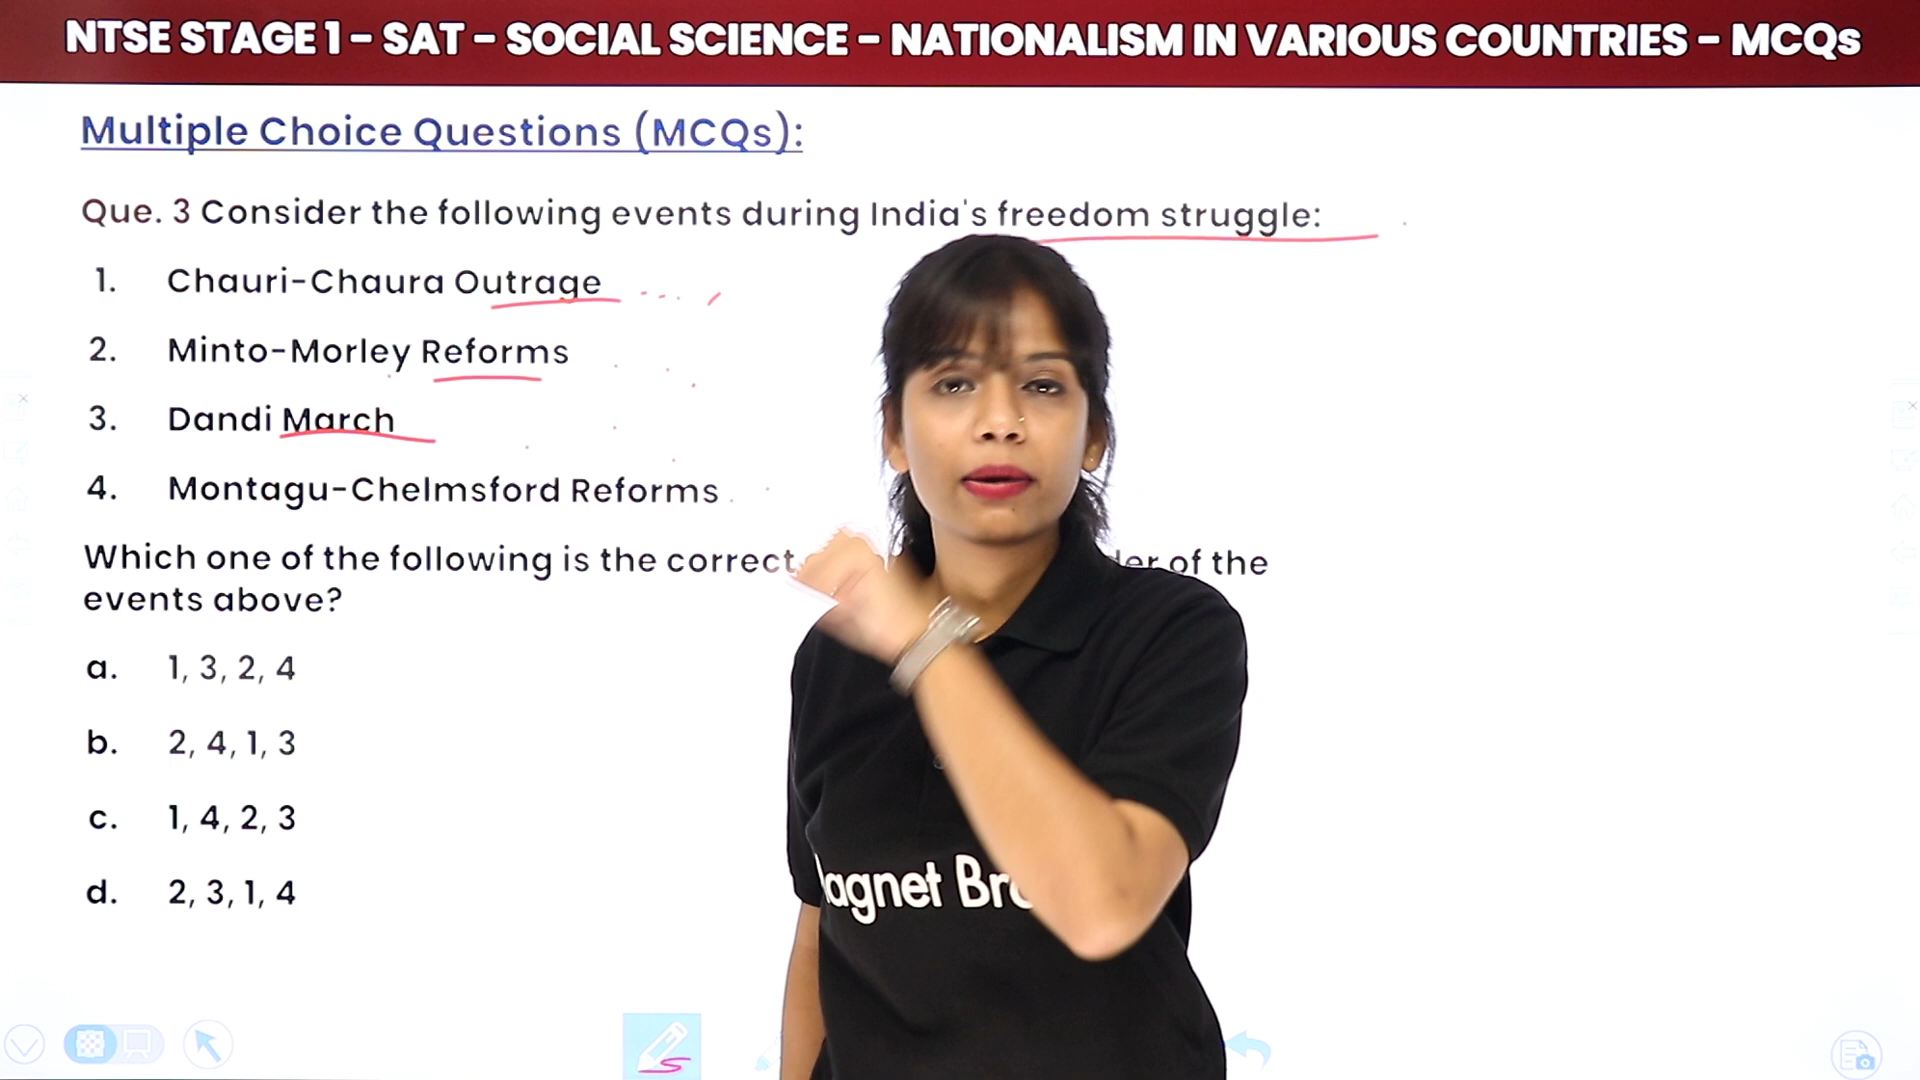 NTSE STAGE 1 – SAT – SOCIAL SCIENCE – NATIONALISM IN VARIOUS COUNTRIES – MCQs
Multiple Choice Questions (MCQs):
Que. 3 Consider the following events during India's freedom struggle:
1. Chauri-Chaura Outrage
2. Minto-Morley Reforms
3. Dandi March
4. Montagu-Chelmsford Reforms
Which one of the following is the correct of the
events above?
a. 1, 3, 2, 4
b. 2, 4, 1, 3
c. 1, 4, 2, 3
d. 2, 3, 1, 4